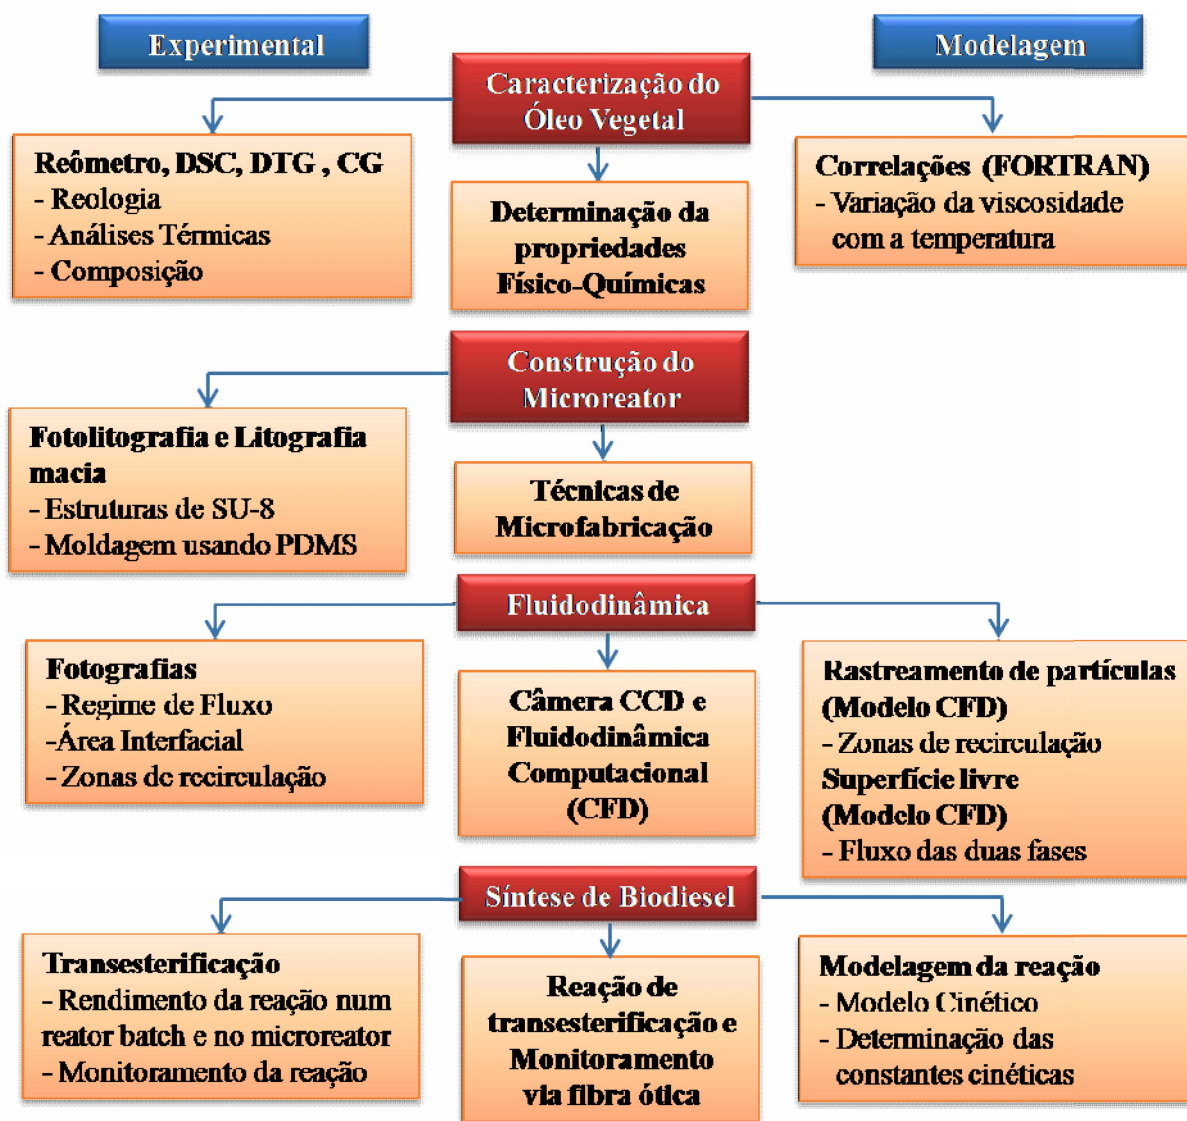 Experimental
Modelagem
Caracterização do
Óleo Vegetal
Reômetro, DSC, DTG , CG
- Reologia
- Análises Térmicas
- Composição
Determinação da
propriedades
Físico-Químicas
Correlações (FORTRAN)
- Variação da viscosidade
com a temperatura
Construção do
Microreator
Fotolitografia e Litografia
macia
- Estruturas de SU-8
- Moldagem usando PDMS
Técnicas de
Microfabricação
Fluidodinâmica
Fotografias
- Regime de Fluxo
-Área Interfacial
- Zonas de recirculação
Câmera CCD e
Fluidodinâmica
Computacional
(CFD)
Rastreamento de partículas
(Modelo CFD)
- Zonas de recirculação
Superfície livre
(Modelo CFD)
- Fluxo das duas fases
Síntese de Biodiesel
Transesterificação
- Rendimento da reação num
reator batch e no microreator
- Monitoramento da reação
Reação de
transesterificação e
Monitoramento
via fibra ótica
Modelagem da reação
- Modelo Cinético
- Determinação das
constantes cinéticas